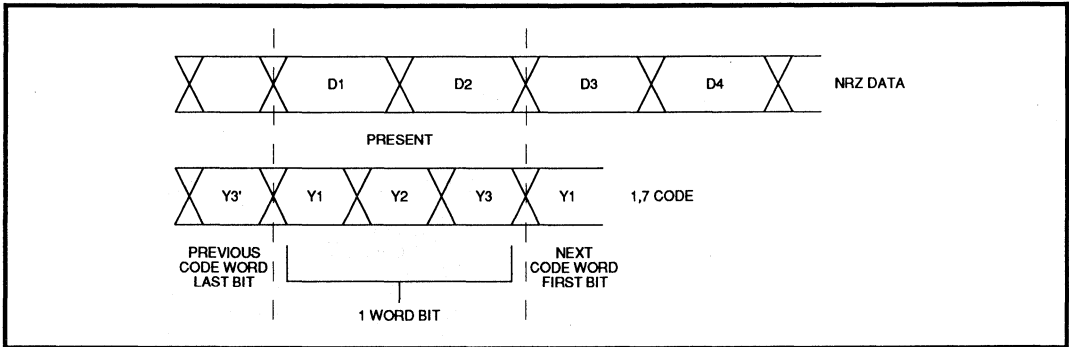 D1 D2 D3 D4 NRZ DATA
PRESENT
Y3' Y1 Y2 Y3 Y1 1,7 CODE
PREVIOUS
CODE WORD
LAST BIT
NEXT
CODE WORD
FIRST BIT
1 WORD BIT